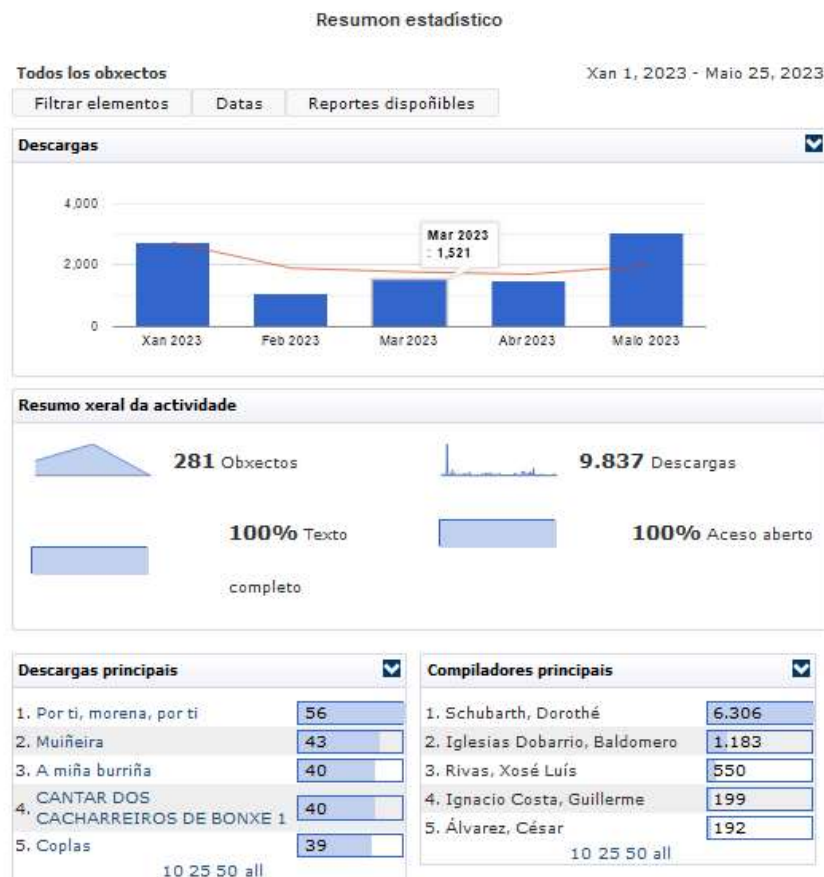 Resumon estadístico
Todos los obxectos
Xan 1, 2023 - Maio 25, 2023
Filtrar elementos
Datas
Reportes dispoñibles
Descargas
4,000
2,000
0
Mar 2023
: 1,521
Xan 2023
Feb 2023
Mar 2023
Abr 2023
Maio 2023
Resumo xeral da actividade
281 Obxectos
9.837 Descargas
100% Texto
completo
100% Aceso aberto
Descargas principais
1. Por ti, morena, por ti 56
2. Muiñeira 43
3. A miña burriña 40
4. CANTAR DOS
CACHARREIROS DE BONXE 1 40
5. Coplas 39
10 25 50 all
Compiladores principais
1. Schubarth, Dorothé 6.306
2. Iglesias Dobarrio, Baldomero 1.183
3. Rivas, Xosé Luís 550
4. Ignacio Costa, Guillerme 199
5. Álvarez, César 192
10 25 50 all